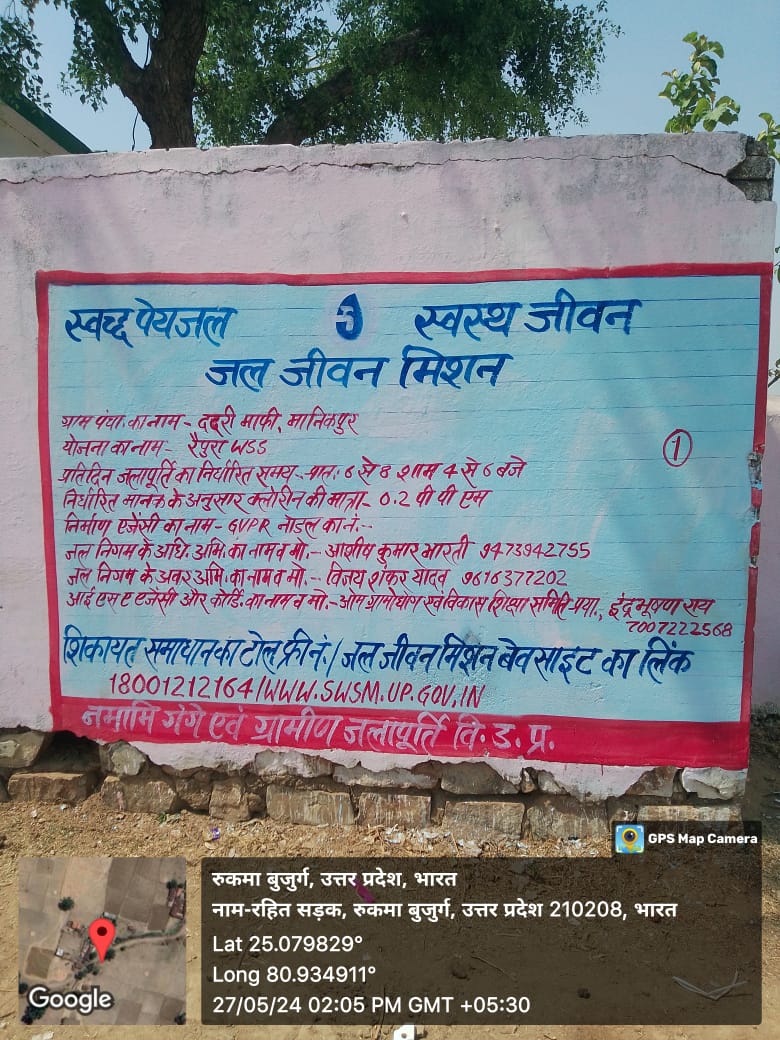 स्वच्छ पेयजल स्वस्थ जीवन
जल जीवन मिशन
ग्राम पंचा. का नाम - ददरी माफी, मानिकपुर
योजना का नाम - रैपुरा WSS
प्रतिदिन जलापूर्ति का निर्धारित समय - प्रात: 6 से 8 शाम 4 से 6 बजे
1
निर्धारित मानक के अनुसार क्लोरीन की मात्रा - 0.2 पी पी एम
निर्माण एजेंसी का नाम - GVPR नोडल का नं. --
जल निगम के अधि. अभि. का नाम व मो. - आशीष कुमार भारती 9473942755
जल निगम के अवर अभि. का नाम व मो. - विजय शंकर यादव 9616377202
आई एस ए एजेंसी और कोर्डि. का नाम व मो. - ओम ग्रामोद्योग एवं विकास शिक्षा समिति-प्रया, इंद्र भूषण राय
7007222568
शिकायत समाधान का टोल फ्री नं. / जल जीवन मिशन बेवसाइट का लिंक
18001212164/WWW.SWSM.UP.GOV.IN
नमामि गंगे एवं ग्रामीण जलापूर्ति वि. उ. प्र.
GPS Map Camera
रुकमा बुजुर्ग, उत्तर प्रदेश, भारत
नाम-रहित सड़क, रुकमा बुजुर्ग, उत्तर प्रदेश 210208, भारत
Lat 25.079829°
Long 80.934911°
27/05/24 02:05 PM GMT +05:30
Google